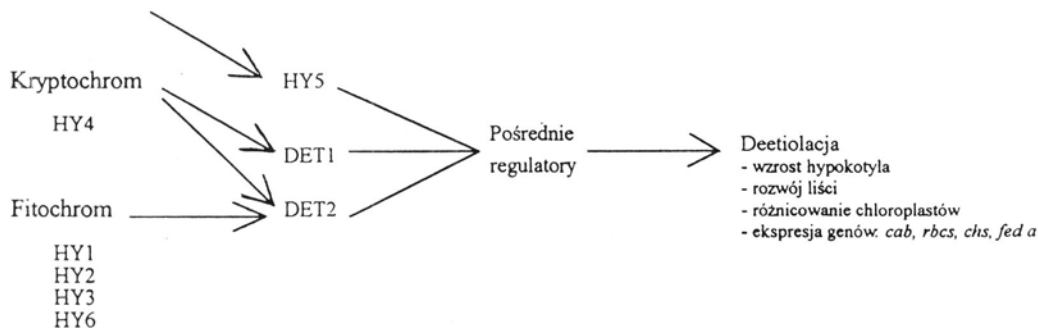 Kryptochrom
HY4
Fitochrom
HY1
HY2
HY3
HY6
HY5
DET1
DET2
Pośrednie
regulatory
Deetiolacja
- wzrost hypokotyla
- rozwój liści
- różnicowanie chloroplastów
- ekspresja genów: cab, rbcs, chs, fed a